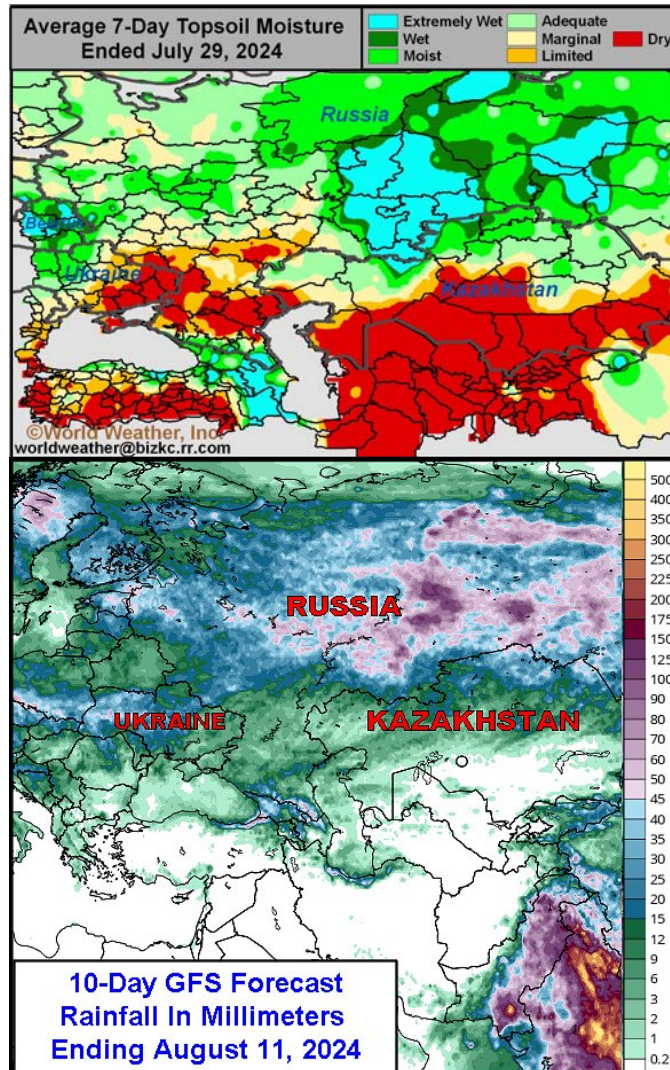 Average 7-Day Topsoil Moisture
Ended July 29, 2024
Extremely Wet
Wet
Moist
Adequate
Marginal
Limited
Dry
Russia
Ukraine
Kazakhstan
©World Weather, Inc.
worldweather@bizkc.rr.com
RUSSIA
UKRAINE
KAZAKHSTAN
500
400
350
300
250
225
200
175
150
125
100
90
80
70
60
50
45
40
35
30
25
20
15
12
9
6
3
2
1
0.2
10-Day GFS Forecast
Rainfall In Millimeters
Ending August 11, 2024